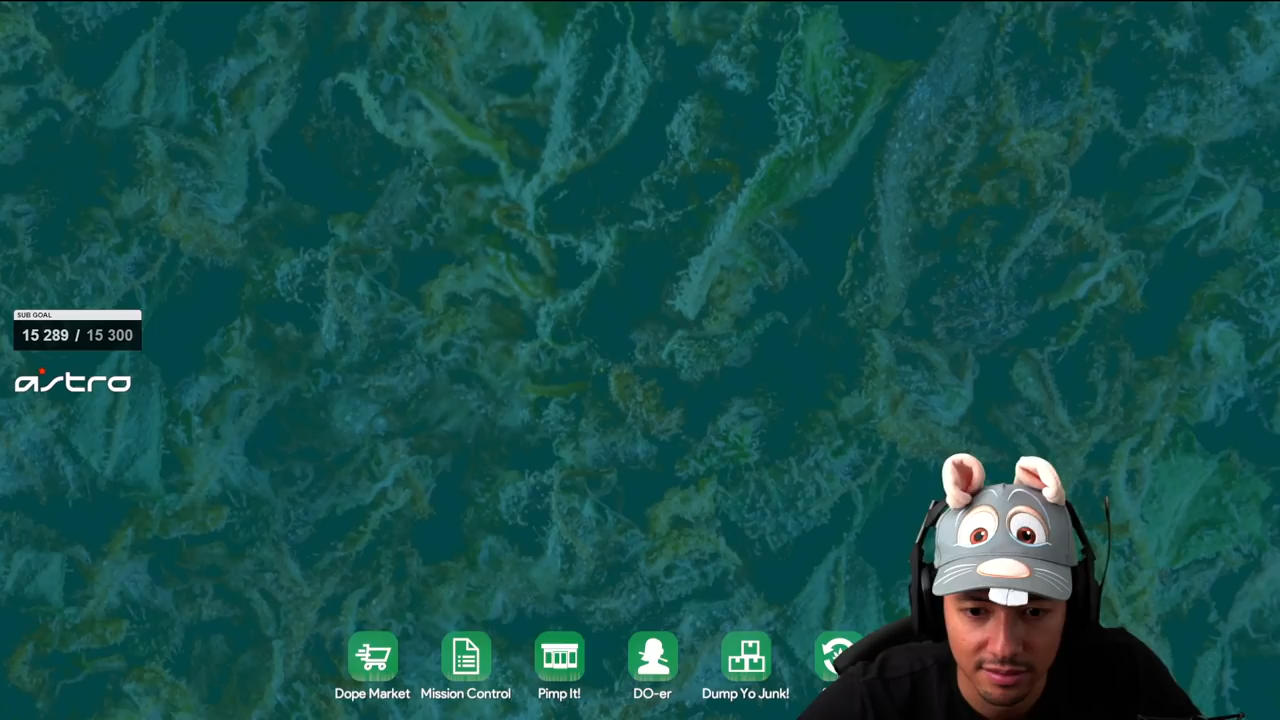 SUB GOAL
15 289 / 15 300
astro
Dope Market
Mission Control
Pimp It!
DO-er
Dump Yo Junk!